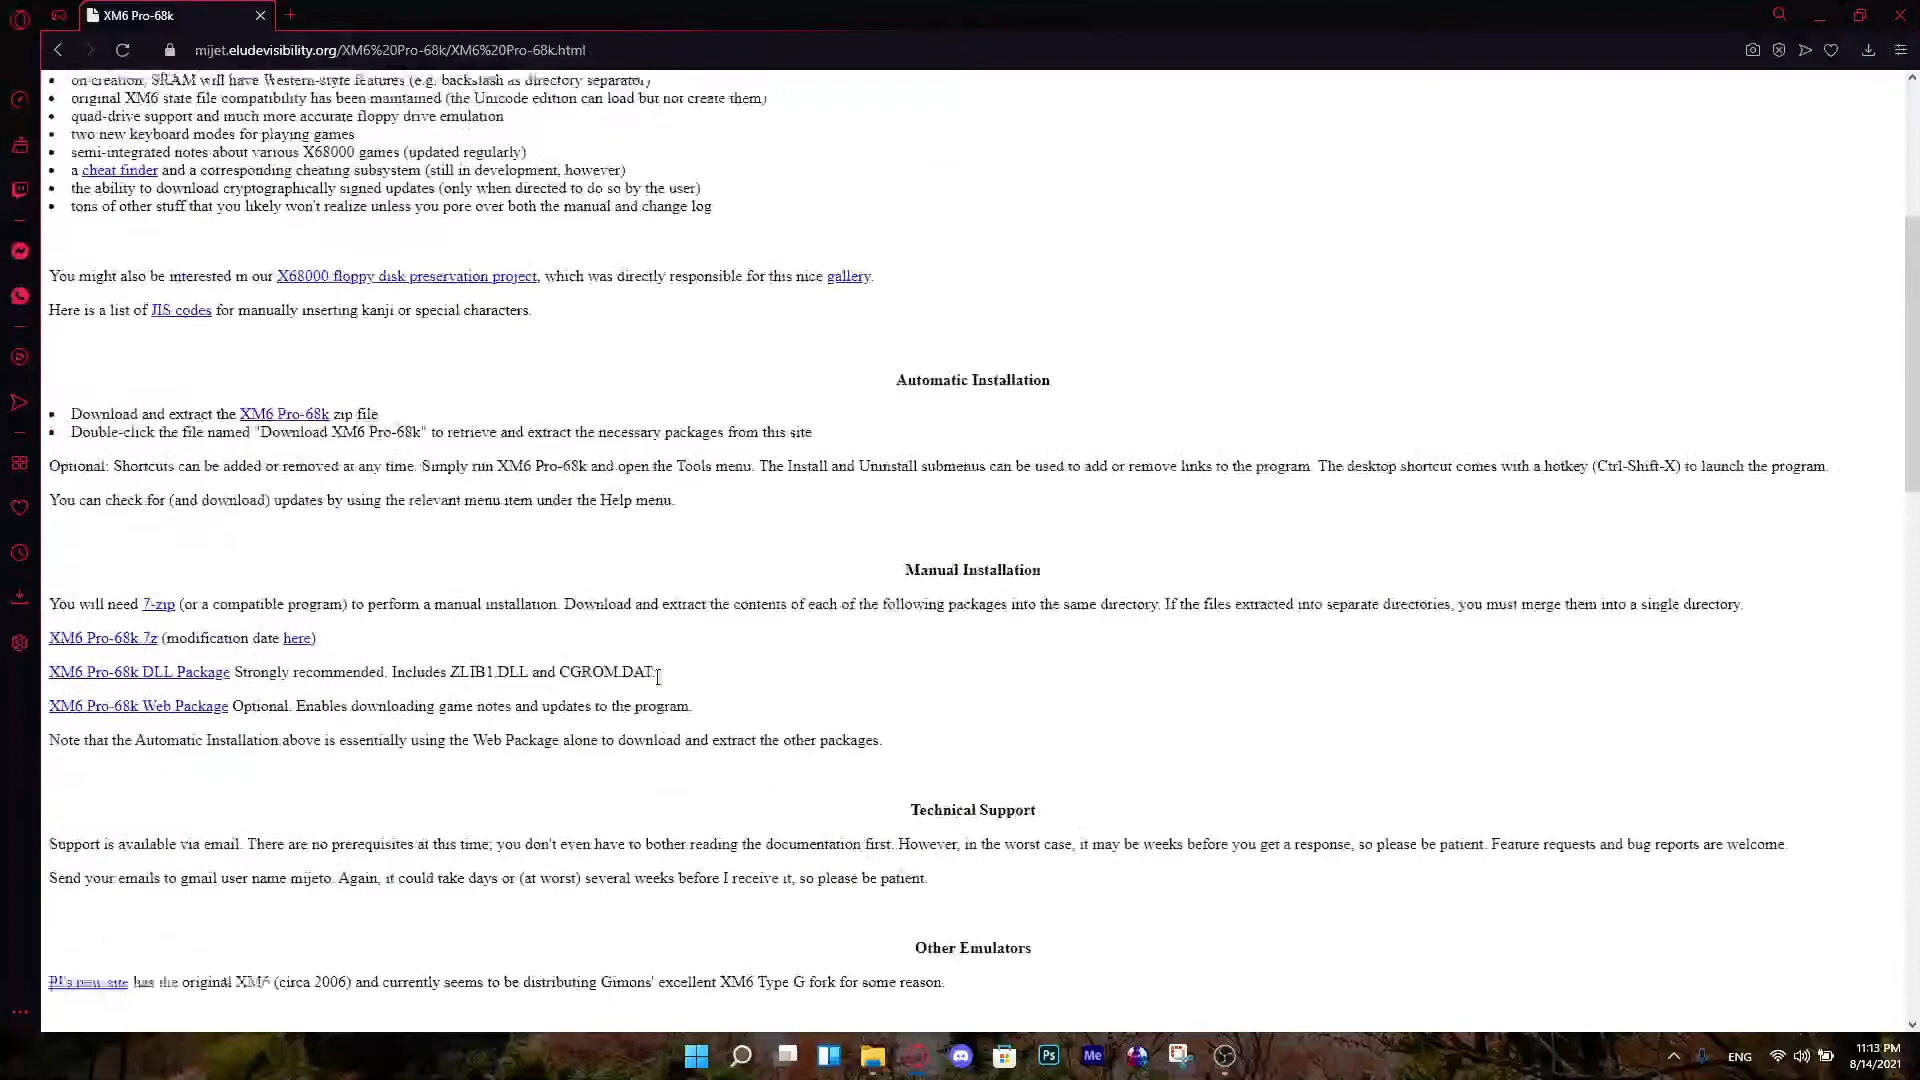 XM6 Pro-68k
mijet.eludevisibility.org/XM6%20Pro-68k/XM6%20Pro-68k.html
• on creation, SRAM will have Western-style features (e.g. backslash as directory separator)
• original XM6 state file compatibility has been maintained (the Unicode edition can load but not create them)
• quad-drive support and much more accurate floppy drive emulation
• two new keyboard modes for playing games
• semi-integrated notes about various X68000 games (updated regularly)
• a cheat finder and a corresponding cheating subsystem (still in development, however)
• the ability to download cryptographically signed updates (only when directed to do so by the user)
• tons of other stuff that you likely won't realize unless you pore over both the manual and change log
You might also be interested in our X68000 floppy disk preservation project, which was directly responsible for this nice gallery.
Here is a list of JIS codes for manually inserting kanji or special characters.
Automatic Installation
• Download and extract the XM6 Pro-68k zip file
• Double-click the file named "Download XM6 Pro-68k" to retrieve and extract the necessary packages from this site
Optional: Shortcuts can be added or removed at any time. Simply run XM6 Pro-68k and open the Tools menu. The Install and Uninstall submenus can be used to add or remove links to the program. The desktop shortcut comes with a hotkey (Ctrl-Shift-X) to launch the program.
You can check for (and download) updates by using the relevant menu item under the Help menu.
Manual Installation
You will need 7-zip (or a compatible program) to perform a manual installation. Download and extract the contents of each of the following packages into the same directory. If the files extracted into separate directories, you must merge them into a single directory.
XM6 Pro-68k.7z (modification date here)
XM6 Pro-68k DLL Package Strongly recommended. Includes ZLIB1.DLL and CGROM.DAT.
XM6 Pro-68k Web Package Optional. Enables downloading game notes and updates to the program.
Note that the Automatic Installation above is essentially using the Web Package alone to download and extract the other packages.
Technical Support
Support is available via email. There are no prerequisites at this time; you don't even have to bother reading the documentation first. However, in the worst case, it may be weeks before you get a response, so please be patient. Feature requests and bug reports are welcome.
Send your emails to gmail user name mijeto. Again, it could take days or (at worst) several weeks before I receive it, so please be patient.
Other Emulators
PI's new site has the original XM6 (circa 2006) and currently seems to be distributing Gimons' excellent XM6 Type G fork for some reason.
Ps
Me
ENG
11:13 PM
8/14/2021